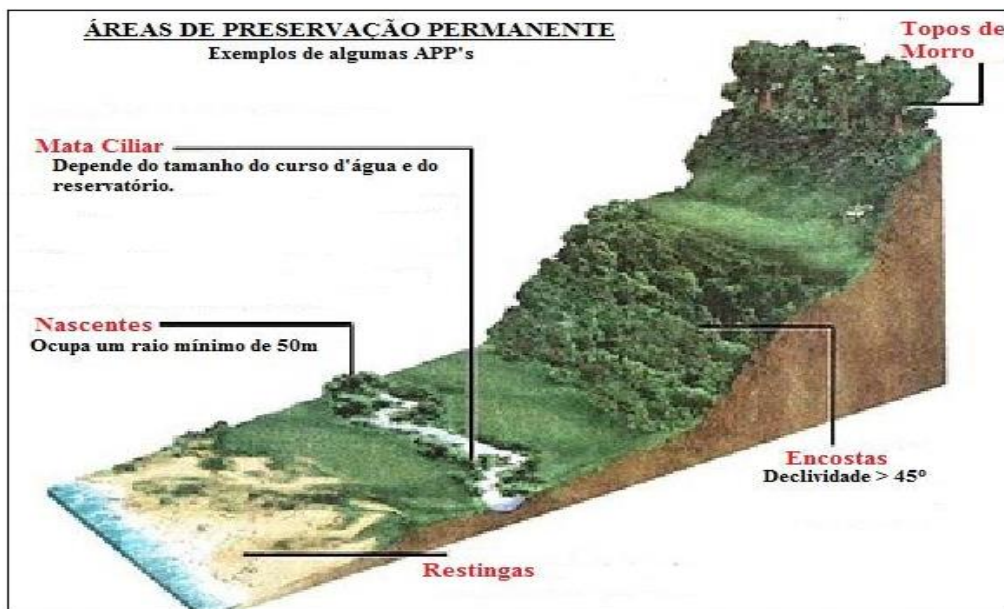 ÁREAS DE PRESERVAÇÃO PERMANENTE
Exemplos de algumas APP's
Topos de
Morro
Mata Ciliar
Depende do tamanho do curso d'água e do
reservatório.
Nascentes
Ocupa um raio mínimo de 50m
Encostas
Declividade > 45º
Restingas